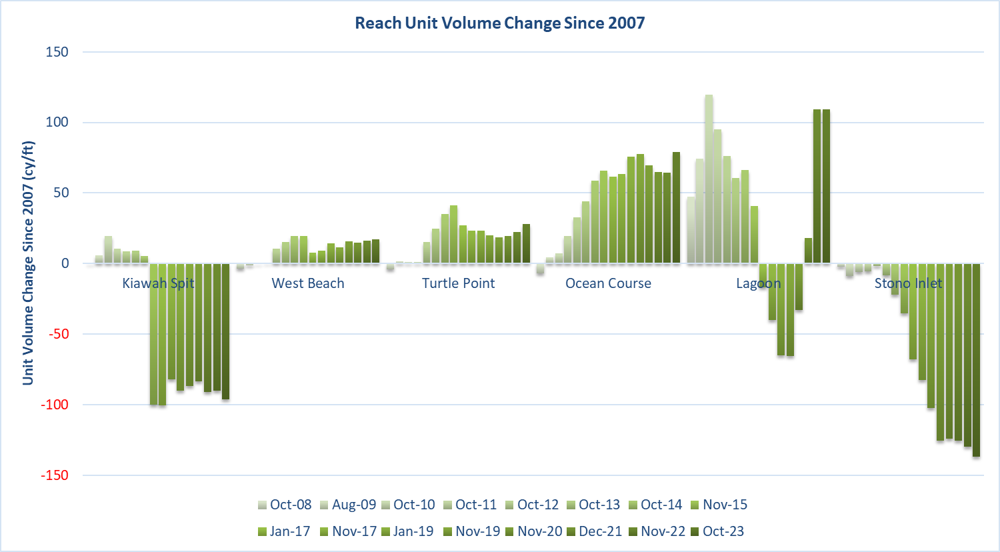 Reach Unit Volume Change Since 2007
Unit Volume Change Since 2007 (cy/ft)
150
100
50
0
-50
-100
-150
Kiawah Spit West Beach Turtle Point Ocean Course Lagoon Stono Inlet
Oct-08 Aug-09 Oct-10 Oct-11 Oct-12 Oct-13 Oct-14 Nov-15
Jan-17 Nov-17 Jan-19 Nov-19 Nov-20 Dec-21 Nov-22 Oct-23